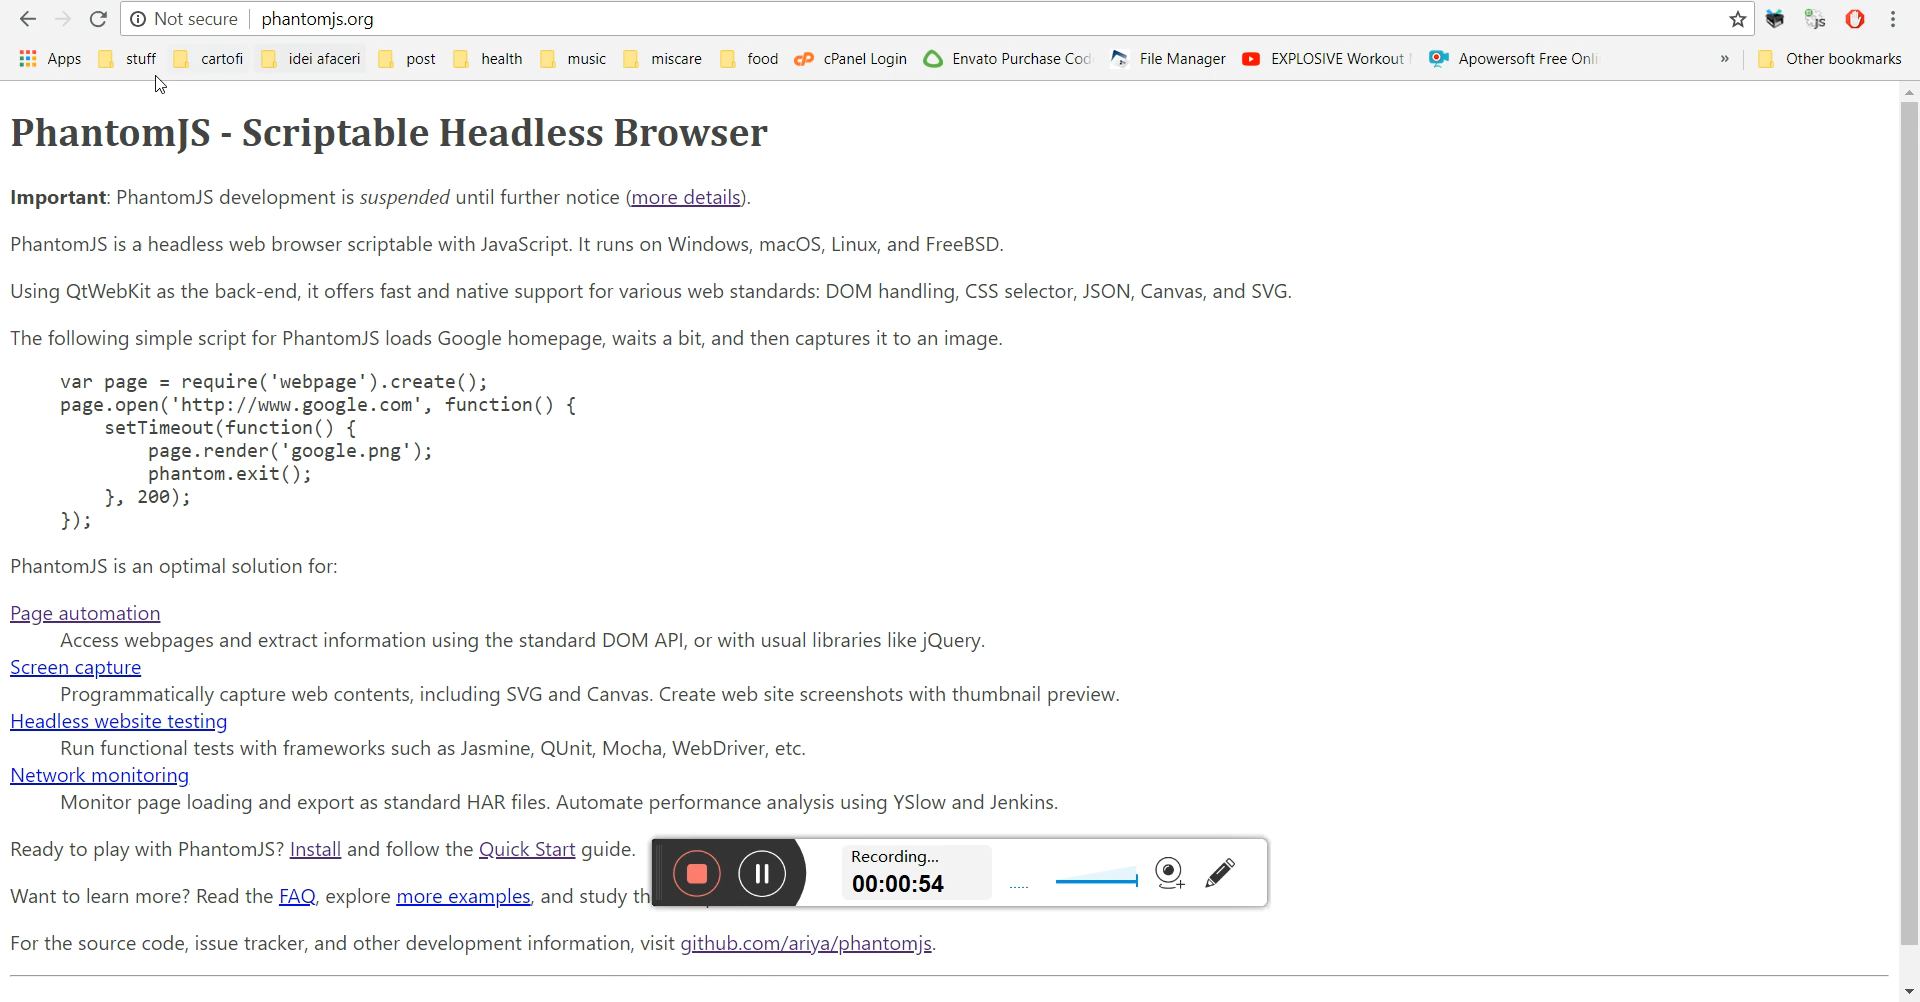 Not secure phantomjs.org
Apps stuff cartofi idei afaceri post health music miscare food cPanel Login Envato Purchase Cod File Manager EXPLOSIVE Workout Apowersoft Free Onli » Other bookmarks
PhantomJS - Scriptable Headless Browser
Important: PhantomJS development is suspended until further notice (more details).
PhantomJS is a headless web browser scriptable with JavaScript. It runs on Windows, macOS, Linux, and FreeBSD.
Using QtWebKit as the back-end, it offers fast and native support for various web standards: DOM handling, CSS selector, JSON, Canvas, and SVG.
The following simple script for PhantomJS loads Google homepage, waits a bit, and then captures it to an image.
var page = require('webpage').create();
page.open('http://www.google.com', function() {
setTimeout(function() {
page.render('google.png');
phantom.exit();
}, 200);
});
PhantomJS is an optimal solution for:
Page automation
Access webpages and extract information using the standard DOM API, or with usual libraries like jQuery.
Screen capture
Programmatically capture web contents, including SVG and Canvas. Create web site screenshots with thumbnail preview.
Headless website testing
Run functional tests with frameworks such as Jasmine, QUnit, Mocha, WebDriver, etc.
Network monitoring
Monitor page loading and export as standard HAR files. Automate performance analysis using YSlow and Jenkins.
Ready to play with PhantomJS? Install and follow the Quick Start guide.
Recording...
00:00:54
Want to learn more? Read the FAQ, explore more examples, and study th
For the source code, issue tracker, and other development information, visit github.com/ariya/phantomjs.